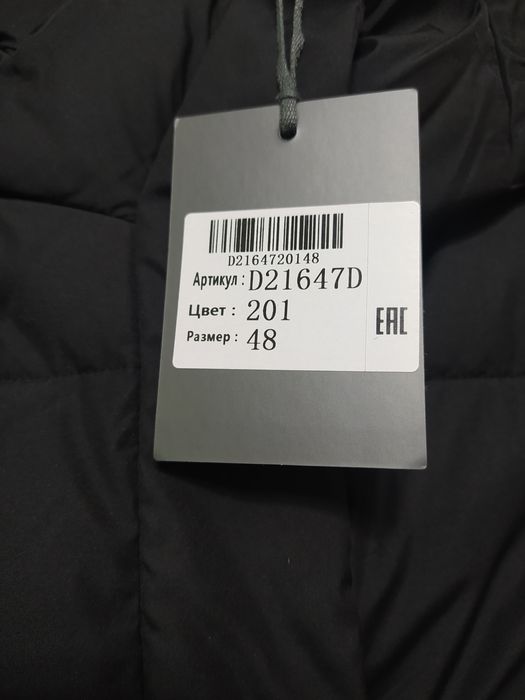 D2164720148
Артикул : D21647D
Цвет : 201
Размер : 48
EAC